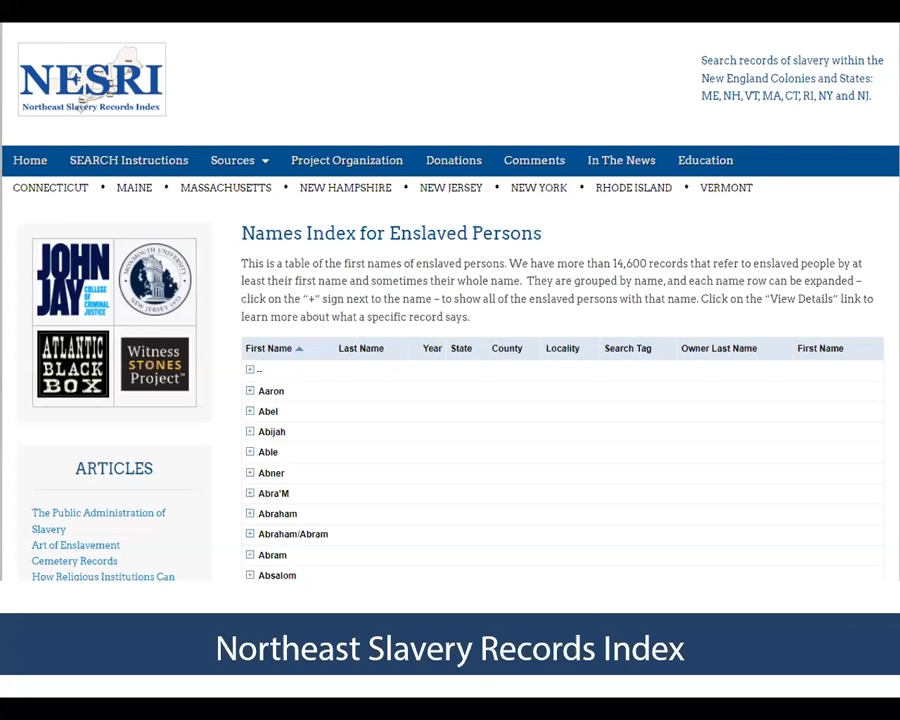 NESRI
Northeast Slavery Records Index
Search records of slavery within the
New England Colonies and States:
ME, NH, VT, MA, CT, RI, NY and NJ.
Home SEARCH Instructions Sources Project Organization Donations Comments In The News Education
CONNECTICUT • MAINE • MASSACHUSETTS • NEW HAMPSHIRE • NEW JERSEY • NEW YORK • RHODE ISLAND • VERMONT
JOHN
JAY
COLLEGE
OF
CRIMINAL
JUSTICE
MONMOUTH UNIVERSITY
ATLANTIC
BLACK
BOX
Witness
STONES
Project™
ARTICLES
The Public Administration of
Slavery
Art of Enslavement
Cemetery Records
How Religious Institutions Can
Names Index for Enslaved Persons
This is a table of the first names of enslaved persons. We have more than 14,600 records that refer to enslaved people by at
least their first name and sometimes their whole name. They are grouped by name, and each name row can be expanded –
click on the “+” sign next to the name – to show all of the enslaved persons with that name. Click on the “View Details” link to
learn more about what a specific record says.
First Name Last Name Year State County Locality Search Tag Owner Last Name First Name
--
Aaron
Abel
Abijah
Able
Abner
Abra'M
Abraham
Abraham/Abram
Abram
Absalom
Northeast Slavery Records Index